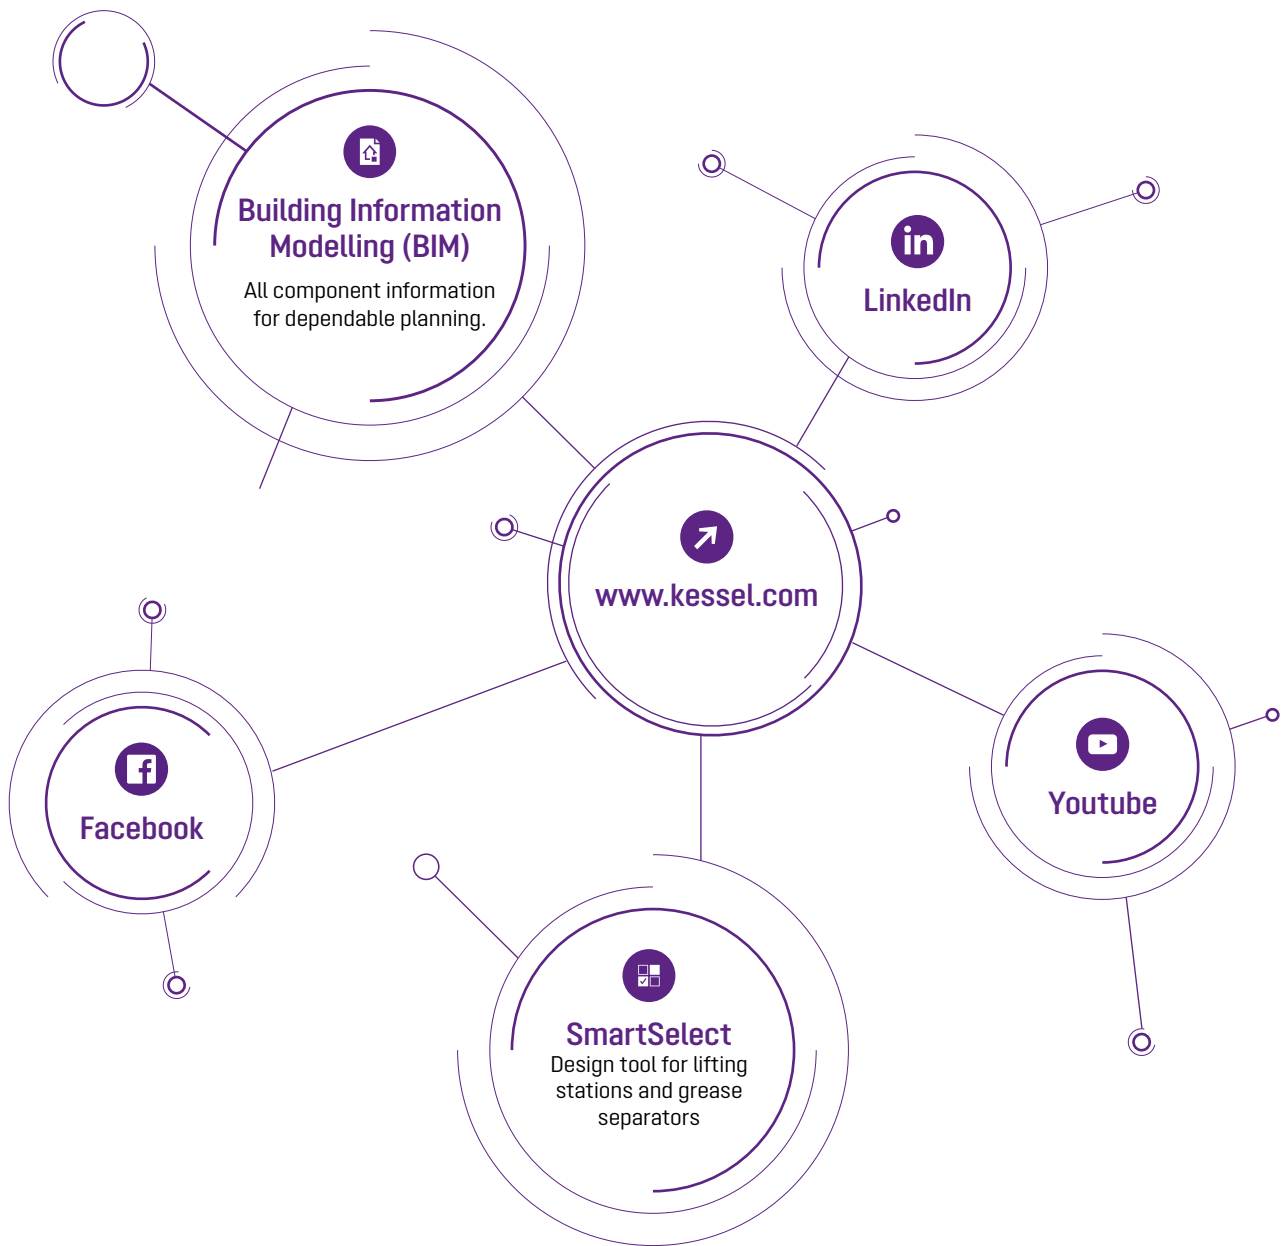 Building Information
Modelling (BIM)
All component information
for dependable planning.
in
LinkedIn
www.kessel.com
Facebook
Youtube
SmartSelect
Design tool for lifting
stations and grease
separators